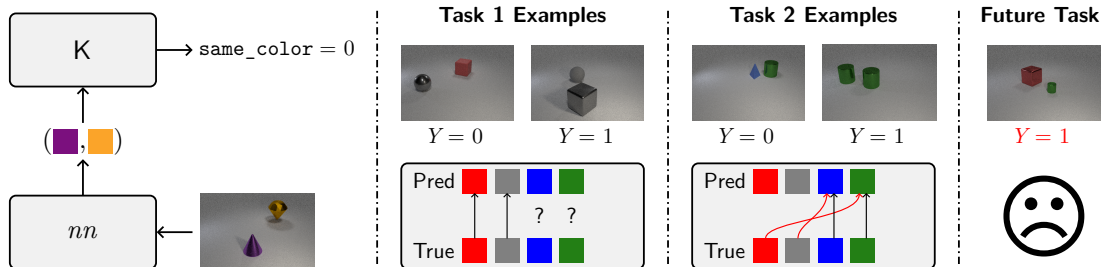 K
same_color = 0
( , )
nn
Task 1 Examples
Y = 0
Y = 1
Pred
? ?
True
Task 2 Examples
Y = 0
Y = 1
Pred
True
Future Task
Y = 1